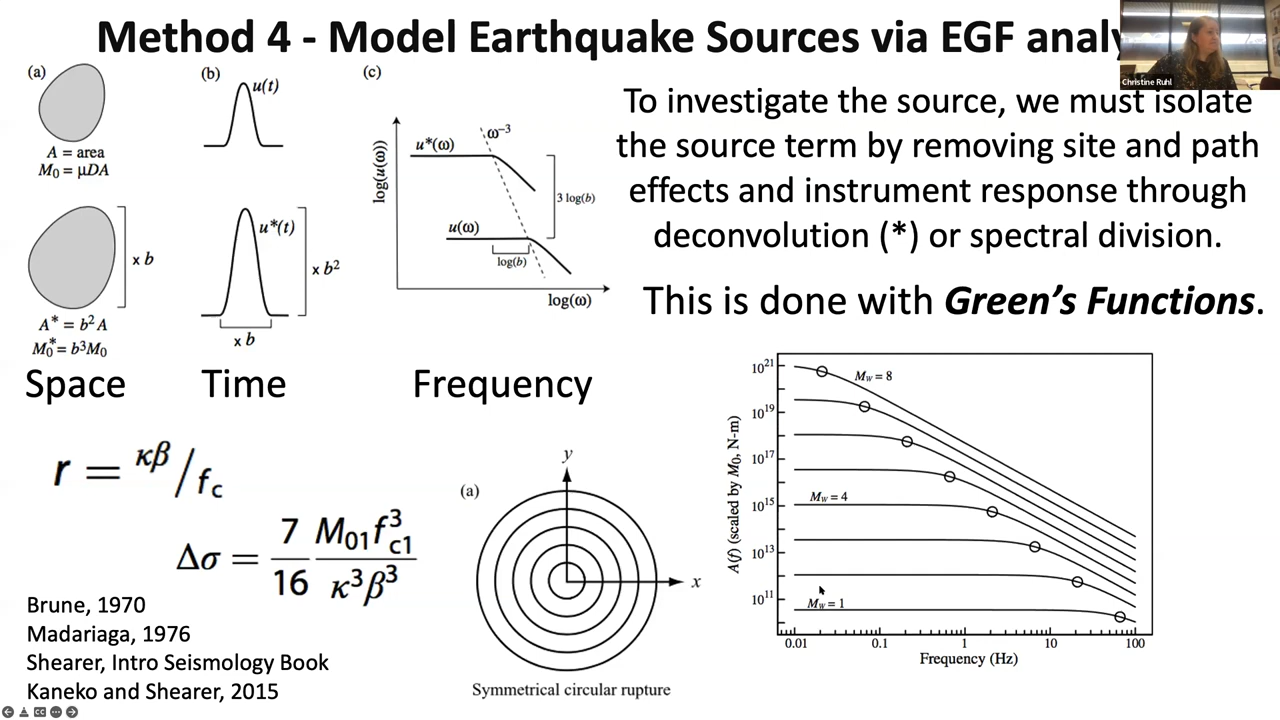 Method 4 - Model Earthquake Sources via EGF analy
Christine Ruhl
(a)
A = area
M₀ = μDA
x b
A* = b²A
M₀* = b³M₀
Space
(b)
u(t)
u*(t)
x b²
x b
Time
(c)
log(u(ω))
u*(ω)
ω⁻³
3 log(b)
u(ω)
log(b)
log(ω)
Frequency
To investigate the source, we must isolate
the source term by removing site and path
effects and instrument response through
deconvolution (*) or spectral division.
This is done with Green's Functions.
r = κβ/f_c
Δσ = 7/16 M₀₁f³_c1/κ³β³
Brune, 1970
Madariaga, 1976
Shearer, Intro Seismology Book
Kaneko and Shearer, 2015
(a)
y
x
Symmetrical circular rupture
A(f) (scaled by M₀, N-m)
10²¹
10¹⁹
10¹⁷
10¹⁵
10¹³
10¹¹
M_W = 8
M_W = 4
M_W = 1
0.01 0.1 1 10 100
Frequency (Hz)